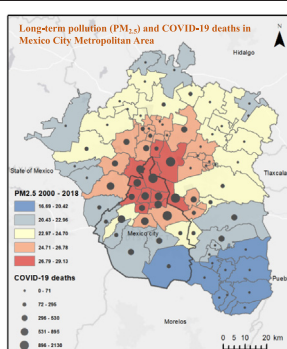 Long-term pollution (PM2.5) and COVID-19 deaths in
Mexico City Metropolitan Area
N
Hidalgo
State of Mexico
Tlaxcala
PM2.5 2000 - 2018
16.66 - 20.42
20.43 - 22.96
22.97 - 24.70
24.71 - 26.78
26.79 - 29.13
Mexico city
COVID-19 deaths
0 - 71
72 - 295
296 - 530
531 - 895
896 - 2136
Pueb
Morelos
0 5 10 20 km